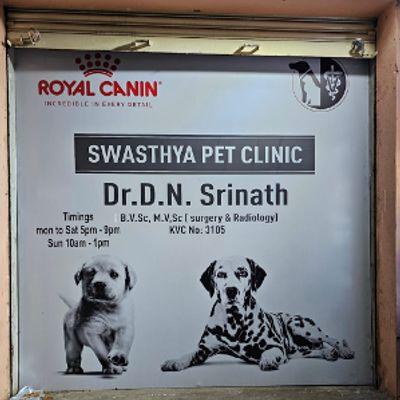 ROYAL CANIN
INCREDIBLE IN EVERY DETAIL
SWASTHYA PET CLINIC
Dr.D.N. Srinath
B.V.Sc, M.V,Sc [ surgery & Radiology]
KVC No: 3105
Timings
mon to Sat 5pm - 9pm
Sun 10am - 1pm